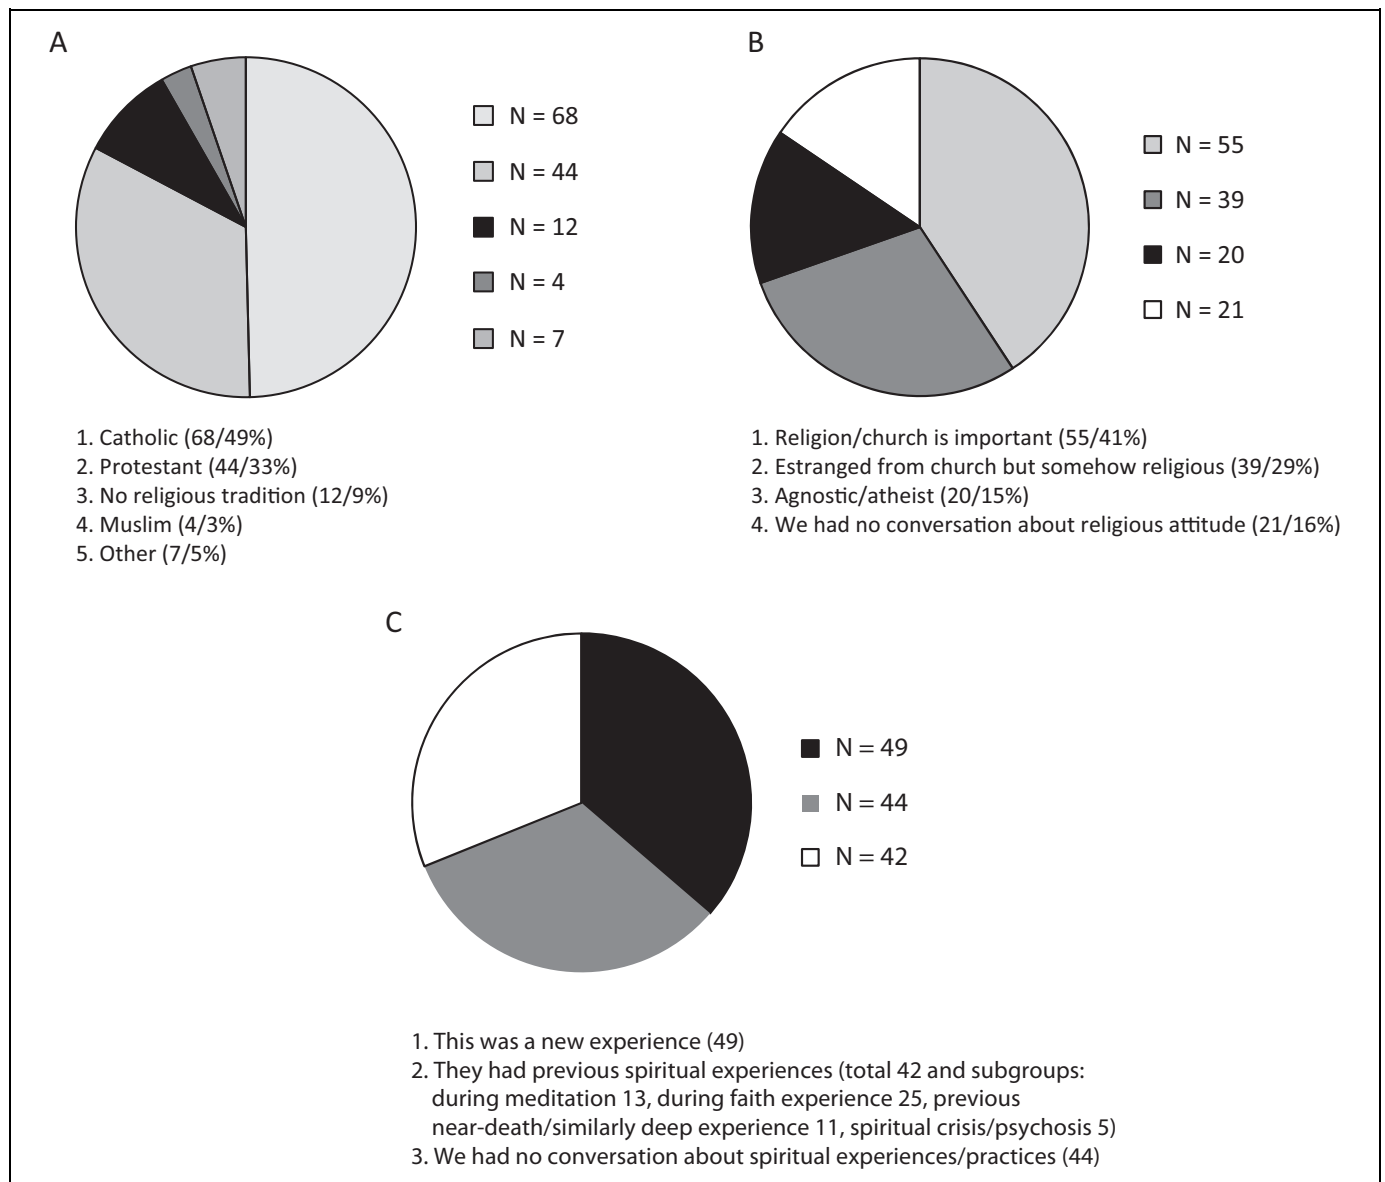 A
N = 68
N = 44
N = 12
N = 4
N = 7
1. Catholic (68/49%)
2. Protestant (44/33%)
3. No religious tradition (12/9%)
4. Muslim (4/3%)
5. Other (7/5%)
B
N = 55
N = 39
N = 20
N = 21
1. Religion/church is important (55/41%)
2. Estranged from church but somehow religious (39/29%)
3. Agnostic/atheist (20/15%)
4. We had no conversation about religious attitude (21/16%)
C
N = 49
N = 44
N = 42
1. This was a new experience (49)
2. They had previous spiritual experiences (total 42 and subgroups:
during meditation 13, during faith experience 25, previous
near-death/similarly deep experience 11, spiritual crisis/psychosis 5)
3. We had no conversation about spiritual experiences/practices (44)